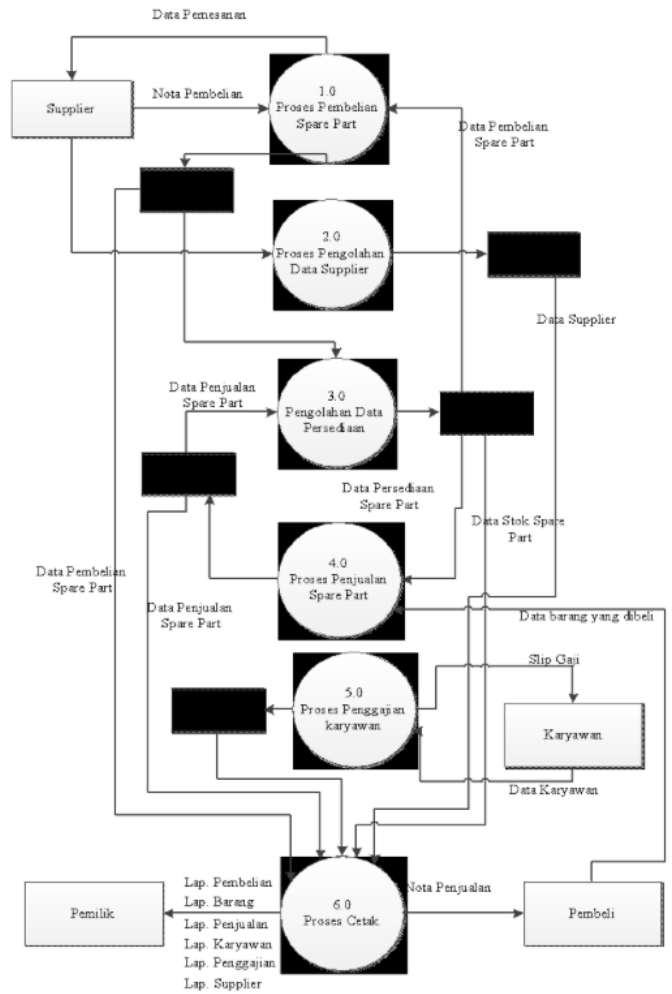 Data Pemesanan
Supplier
Nota Pembelian
1.0
Proses Pembelian
Spare Part
Data Pembelian
Spare Part
2.0
Proses Pengolahan
Data Supplier
Data Supplier
Data Penjualan
Spare Part
3.0
Pengolahan Data
Persediaan
Data Persediaan
Spare Part
Data Stok Spare
Part
4.0
Proses Penjualan
Spare Part
Data Pembelian
Spare Part
Data Penjualan
Spare Part
Data barang yang dibeli
5.0
Proses Penggajian
karyawan
Slip Gaji
Karyawan
Data Karyawan
Pemilik
Lap. Pembelian
Lap. Barang
Lap. Penjualan
Lap. Karyawan
Lap. Penggajian
Lap. Supplier
6.0
Proses Cetak
Nota Penjualan
Pembeli